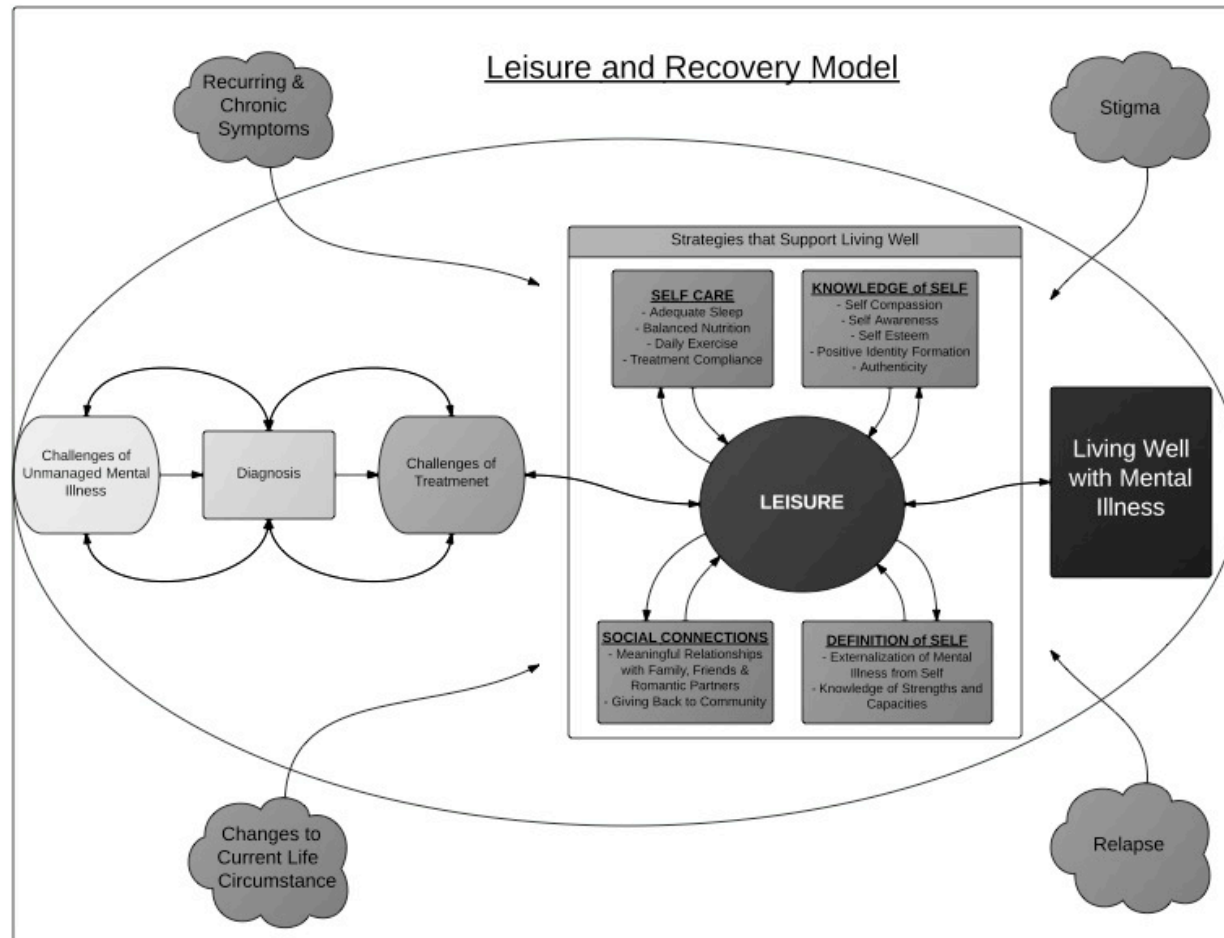 Leisure and Recovery Model
Recurring &
Chronic
Symptoms
Stigma
Strategies that Support Living Well
SELF CARE
- Adequate Sleep
- Balanced Nutrition
- Daily Exercise
- Treatment Compliance
KNOWLEDGE of SELF
- Self Compassion
- Self Awareness
- Self Esteem
- Positive Identity Formation
- Authenticity
Challenges of
Unmanaged Mental
Illness
Diagnosis
Challenges of
Treatmenet
LEISURE
Living Well
with Mental
Illness
SOCIAL CONNECTIONS
- Meaningful Relationships
with Family, Friends &
Romantic Partners
- Giving Back to Community
DEFINITION of SELF
- Externalization of Mental
Illness from Self
- Knowledge of Strengths and
Capacities
Changes to
Current Life
Circumstance
Relapse